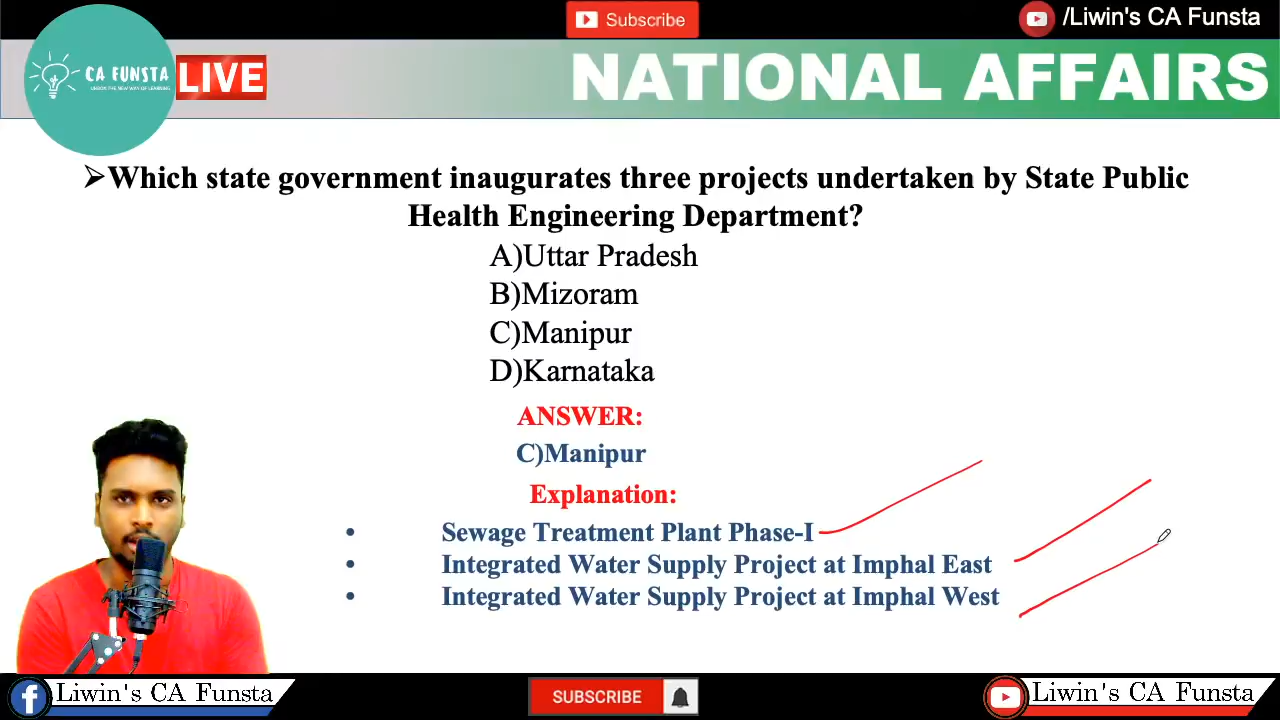 Subscribe
/Liwin's CA Funsta
CA FUNSTA
LIVE
NATIONAL AFFAIRS
➢Which state government inaugurates three projects undertaken by State Public
Health Engineering Department?
A)Uttar Pradesh
B)Mizoram
C)Manipur
D)Karnataka
ANSWER:
C)Manipur
Explanation:
• Sewage Treatment Plant Phase-I
• Integrated Water Supply Project at Imphal East
• Integrated Water Supply Project at Imphal West
Liwin's CA Funsta
SUBSCRIBE
Liwin's CA Funsta